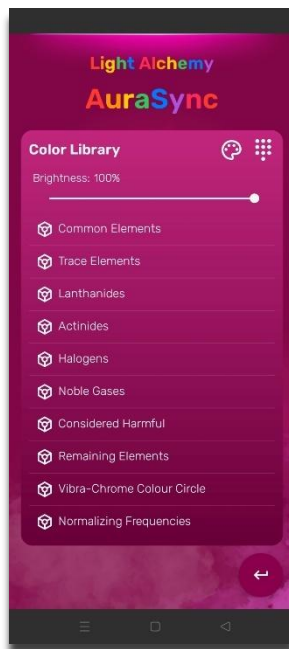 Light Alchemy
AuraSync
Color Library
Brightness: 100%
Common Elements
Trace Elements
Lanthanides
Actinides
Halogens
Noble Gases
Considered Harmful
Remaining Elements
Vibra-Chrome Colour Circle
Normalizing Frequencies